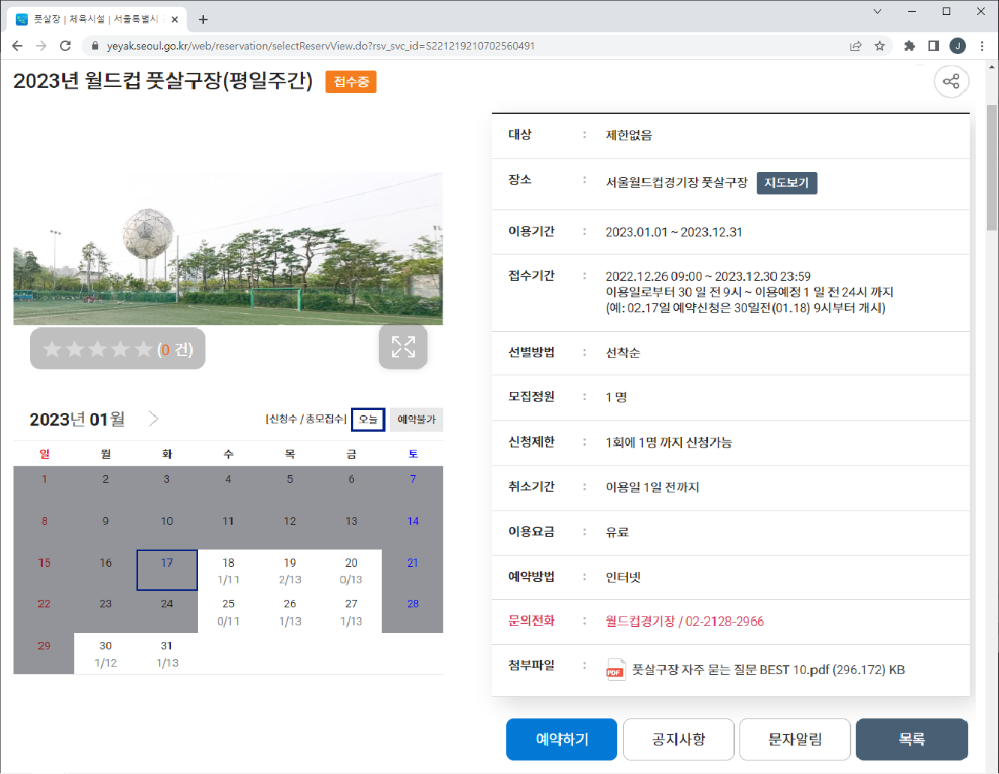 풋살장 | 체육시설 | 서울특별시
yeyak.seoul.go.kr/web/reservation/selectReservView.do?rsv_svc_id=S221219210702560491
J
2023년 월드컵 풋살구장(평일주간) 접수중
대상 : 제한없음
장소 : 서울월드컵경기장 풋살구장 지도보기
이용기간 : 2023.01.01 ~ 2023.12.31
접수기간 : 2022.12.26 09:00 ~ 2023.12.30 23:59
이용일로부터 30 일 전 9시 ~ 이용예정 1 일 전 24시 까지
(예: 02.17일 예약신청은 30일전(01.18) 9시부터 개시)
선별방법 : 선착순
모집정원 : 1 명
신청제한 : 1회에 1명 까지 신청가능
취소기간 : 이용일 1일 전까지
이용요금 : 유료
예약방법 : 인터넷
문의전화 : 월드컵경기장 / 02-2128-2966
첨부파일 : PDF 풋살구장 자주 묻는 질문 BEST 10.pdf (296.172) KB
예약하기 공지사항 문자알림 목록
(0 건)
2023년 01월 [신청수 / 총모집수] 오늘 예약불가
일 월 화 수 목 금 토
1 2 3 4 5 6 7
8 9 10 11 12 13 14
15 16 17 18 19 20 21
1/11 2/13 0/13
22 23 24 25 26 27 28
0/11 1/13 1/13
29 30 31
1/12 1/13